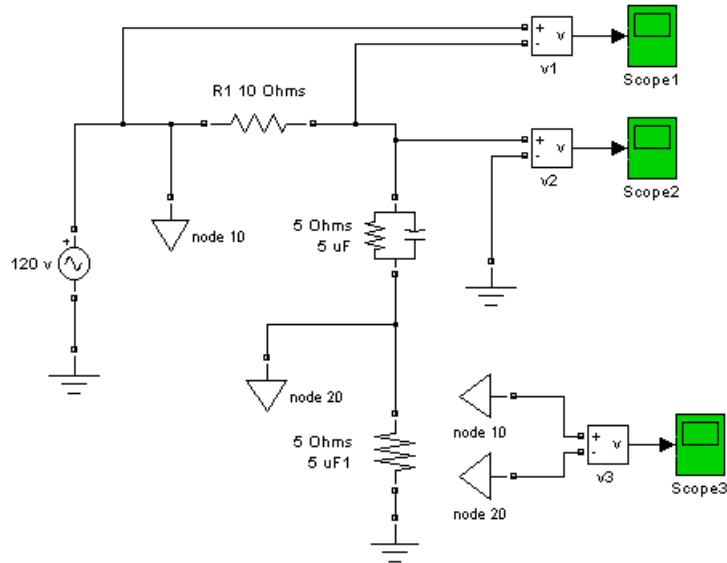 +
-
v
v1
Scope1
R1 10 Ohms
+
-
v
v2
Scope2
node 10
5 Ohms
5 uF
+
120 v
node 20
node 10
5 Ohms
5 uF1
+
-
v
v3
Scope3
node 20